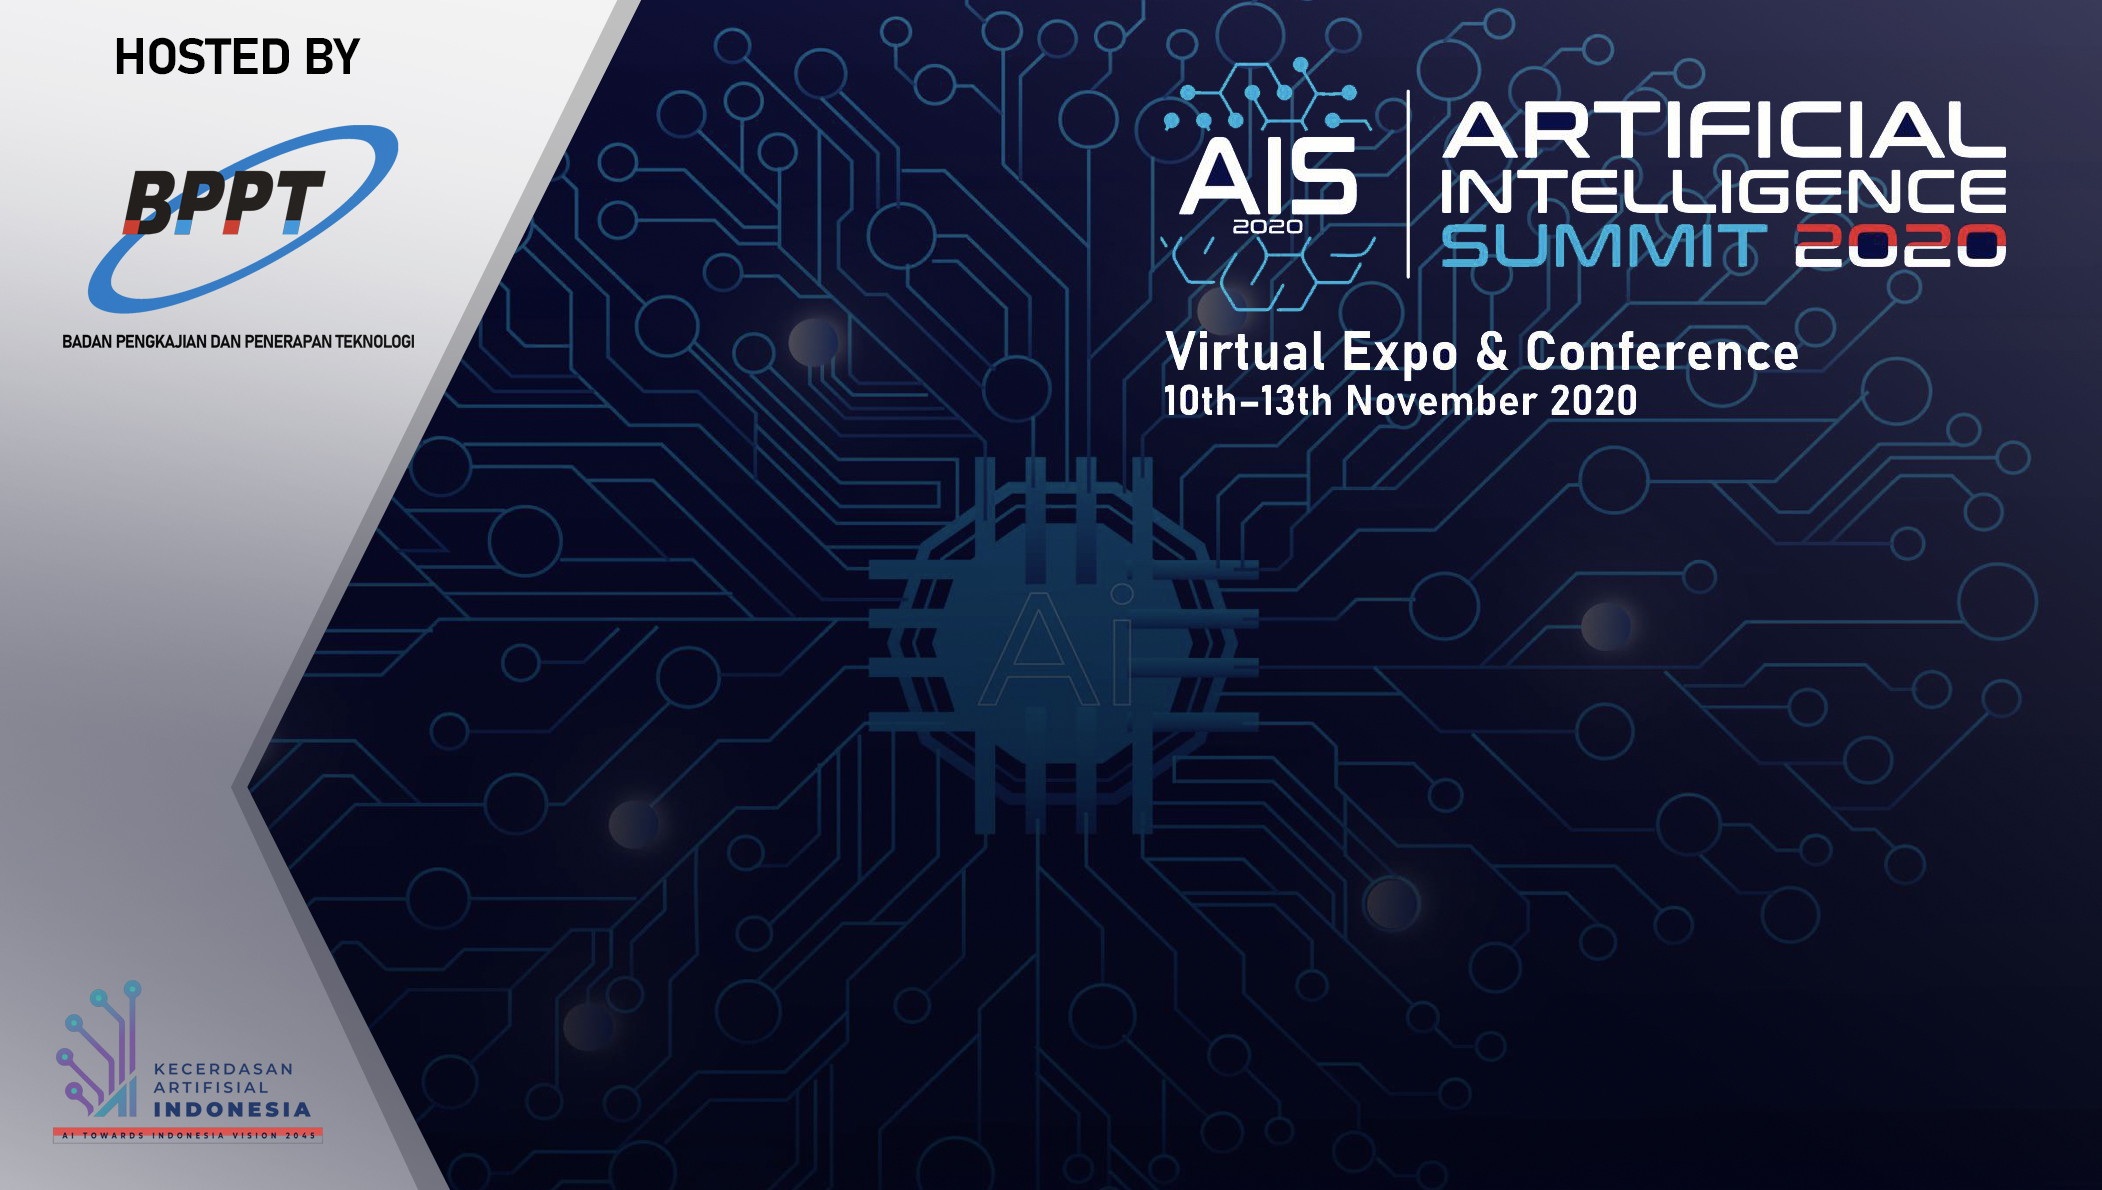 HOSTED BY
BPPT
BADAN PENGKAJIAN DAN PENERAPAN TEKNOLOGI
AIS
2020
ARTIFICIAL
INTELLIGENCE
SUMMIT 2020
Virtual Expo & Conference
10th-13th November 2020
Ai
KECERDASAN
ARTIFISIAL
INDONESIA
AI TOWARDS INDONESIA VISION 2045